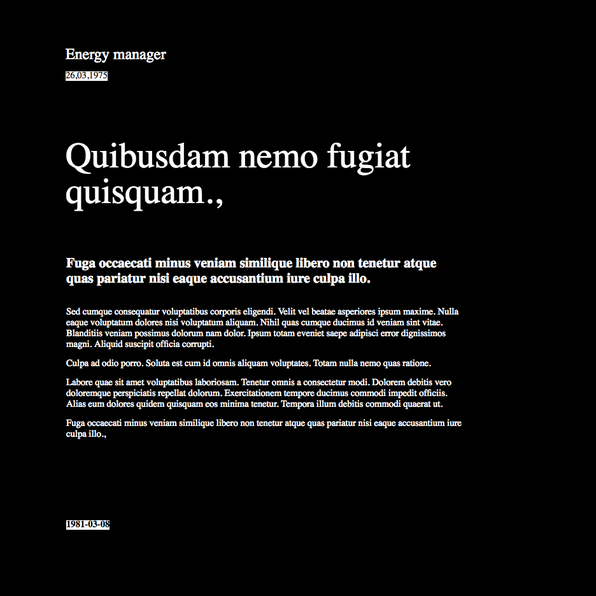 Energy manager
26,03,1975
Quibusdam nemo fugiat
quisquam.,
Fuga occaecati minus veniam similique libero non tenetur atque
quas pariatur nisi eaque accusantium iure culpa illo.
Sed cumque consequatur voluptatibus corporis eligendi. Velit vel beatae asperiores ipsum maxime. Nulla
eaque voluptatum dolores nisi voluptatum aliquam. Nihil quas cumque ducimus id veniam sint vitae.
Blanditiis veniam possimus dolorum nam dolor. Ipsum totam eveniet saepe adipisci error dignissimos
magni. Aliquid suscipit officia corrupti.
Culpa ad odio porro. Soluta est cum id omnis aliquam voluptates. Totam nulla nemo quas ratione.
Labore quae sit amet voluptatibus laboriosam. Tenetur omnis a consectetur modi. Dolorem debitis vero
doloremque perspiciatis repellat dolorum. Exercitationem tempore ducimus commodi impedit officiis.
Alias eum dolores quidem quisquam eos minima tenetur. Tempora illum debitis commodi quaerat ut.
Fuga occaecati minus veniam similique libero non tenetur atque quas pariatur nisi eaque accusantium iure
culpa illo.,
1981-03-08